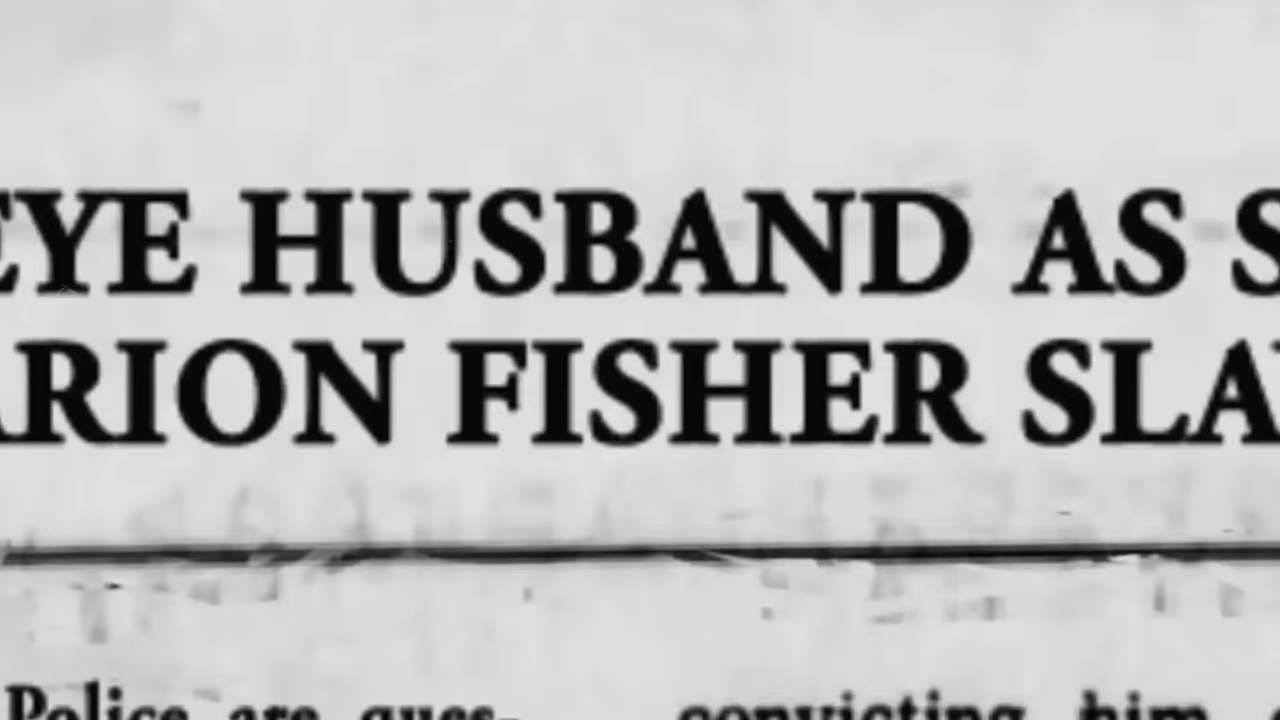 EYE HUSBAND AS S
ARION FISHER SLA
Police are ques-
convicting him